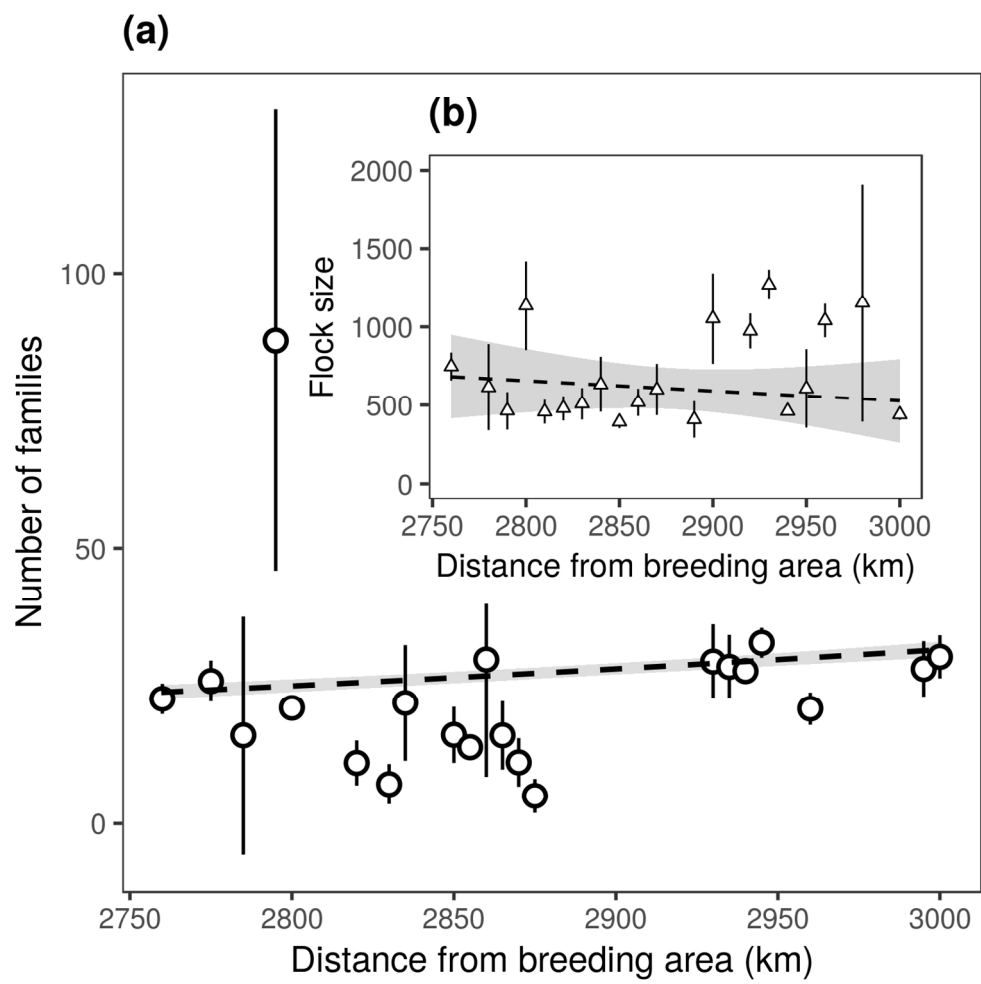 (a)
Number of families
100
50
0
2750 2800 2850 2900 2950 3000
Distance from breeding area (km)
(b)
Flock size
2000
1500
1000
500
0
2750 2800 2850 2900 2950 3000
Distance from breeding area (km)